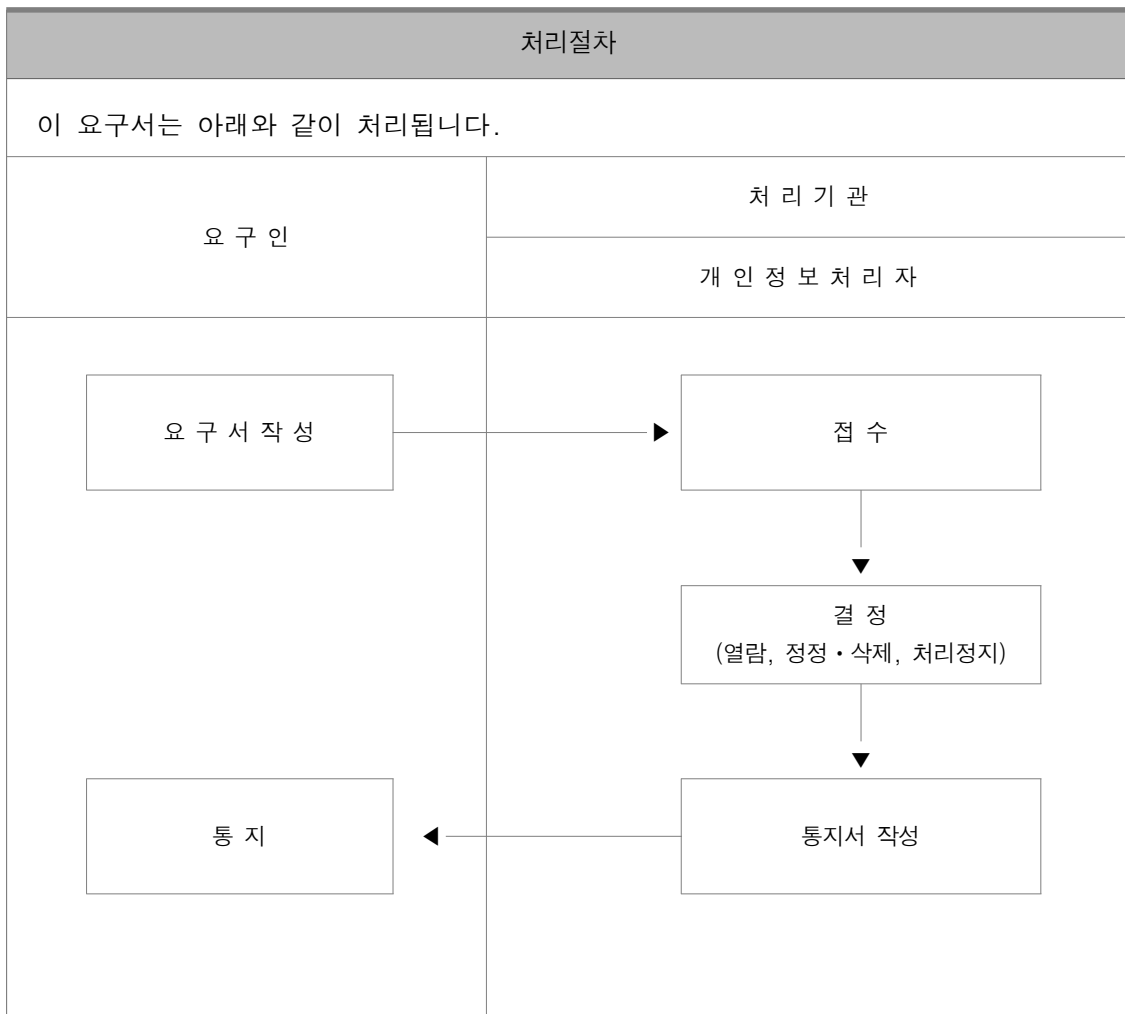 처리절차
이 요구서는 아래와 같이 처리됩니다.
요 구 인
처 리 기 관
개 인 정 보 처 리 자
요 구 서 작 성
접 수
결 정
(열람, 정정・삭제, 처리정지)
통 지
통지서 작성